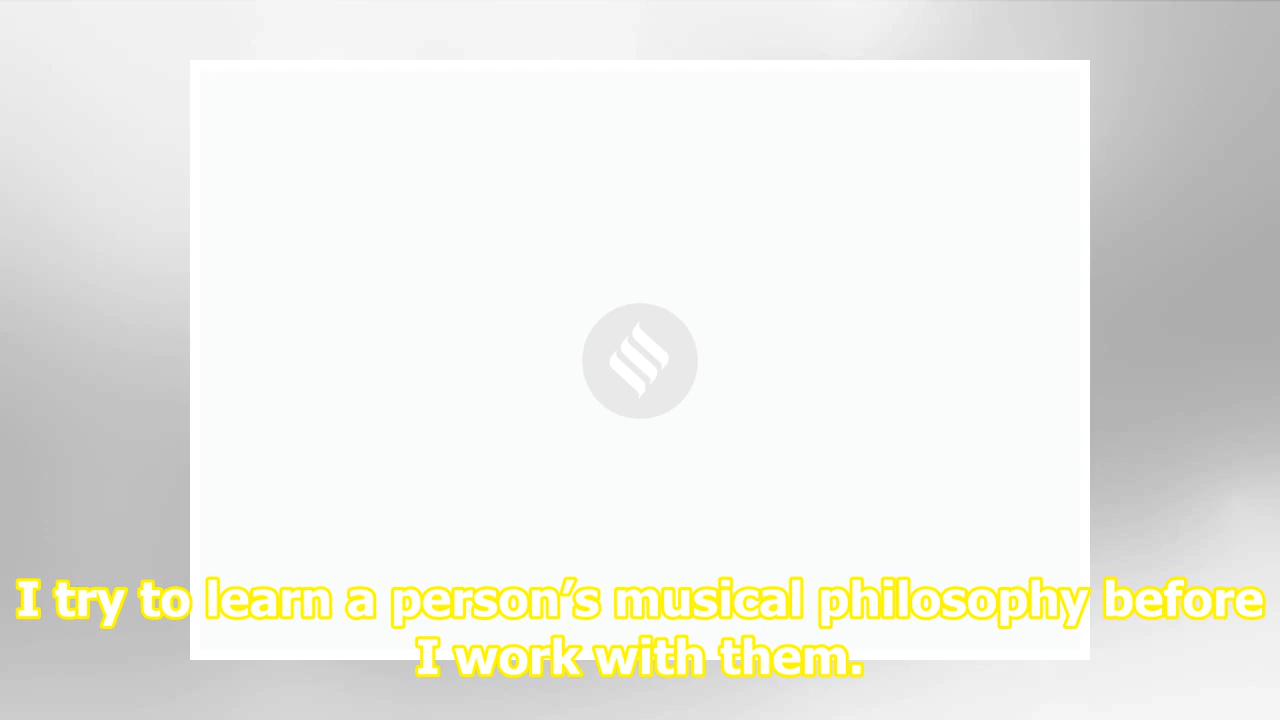 I try to learn a person’s musical philosophy before
I work with them.